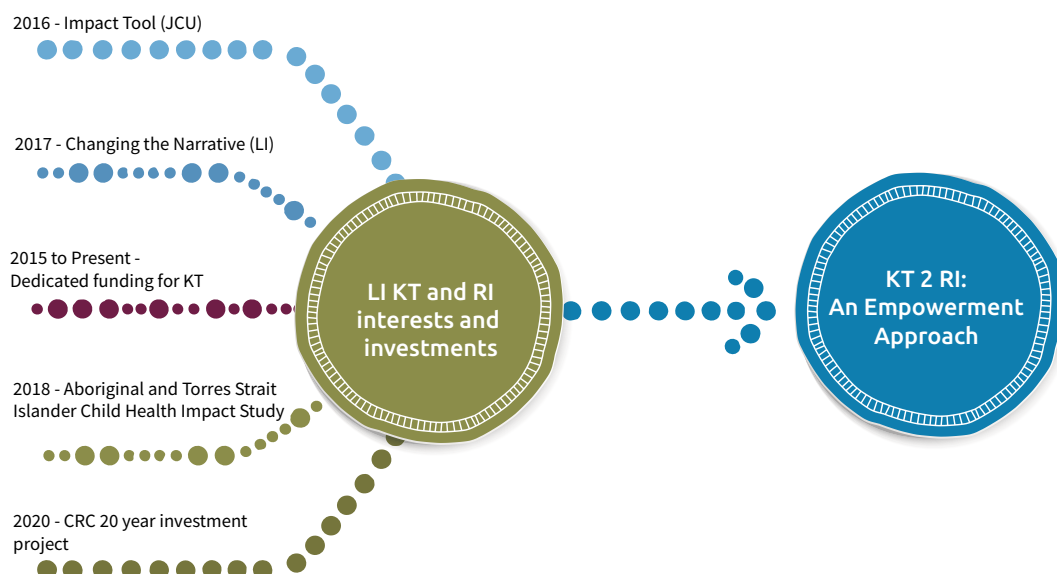 2016 - Impact Tool (JCU)
2017 - Changing the Narrative (LI)
2015 to Present -
Dedicated funding for KT
2018 - Aboriginal and Torres Strait
Islander Child Health Impact Study
2020 - CRC 20 year investment
project
LI KT and RI
interests and
investments
KT 2 RI:
An Empowerment
Approach